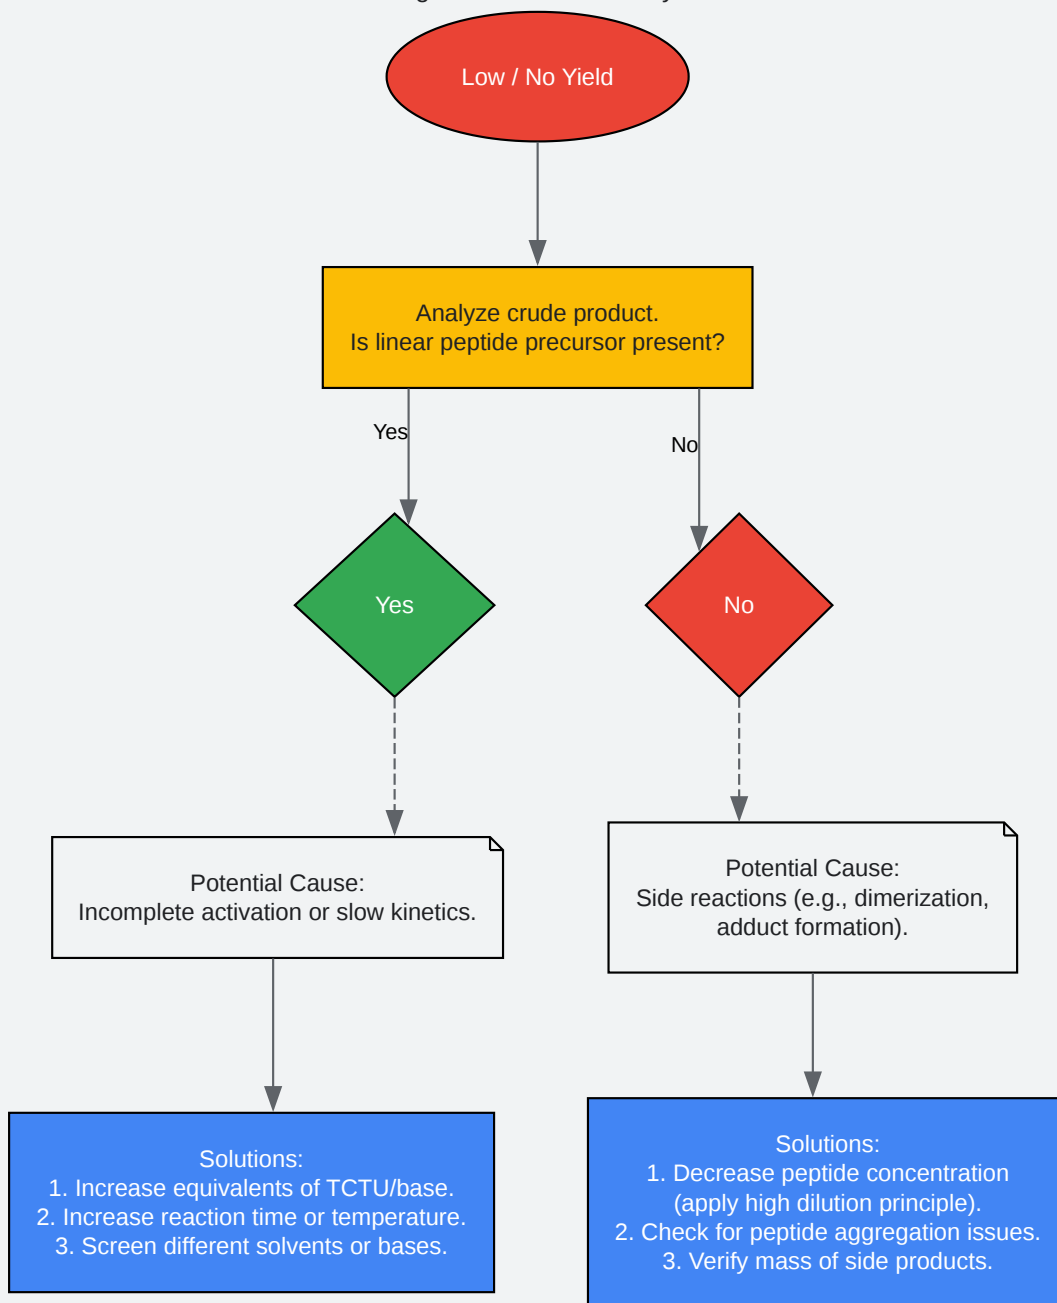 Low / No Yield
Analyze crude product.
Is linear peptide precursor present?
Yes
No
Yes
No
Potential Cause:
Incomplete activation or slow kinetics.
Potential Cause:
Side reactions (e.g., dimerization,
adduct formation).
Solutions:
1. Increase equivalents of TCTU/base.
2. Increase reaction time or temperature.
3. Screen different solvents or bases.
Solutions:
1. Decrease peptide concentration
(apply high dilution principle).
2. Check for peptide aggregation issues.
3. Verify mass of side products.